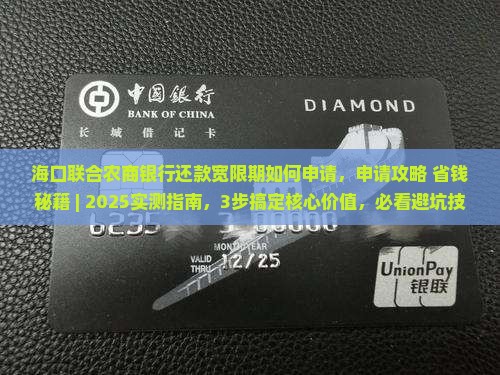 中国银行
BANK OF CHINA
DIAMOND
长城借记卡
海口联合农商银行还款宽限期如何申请，申请攻略 省钱
秘籍 | 2025实测指南，3步搞定核心价值，必看避坑技
6235
MONTH/YEAR
VALID
THRU
12/25
UnionPay
银联